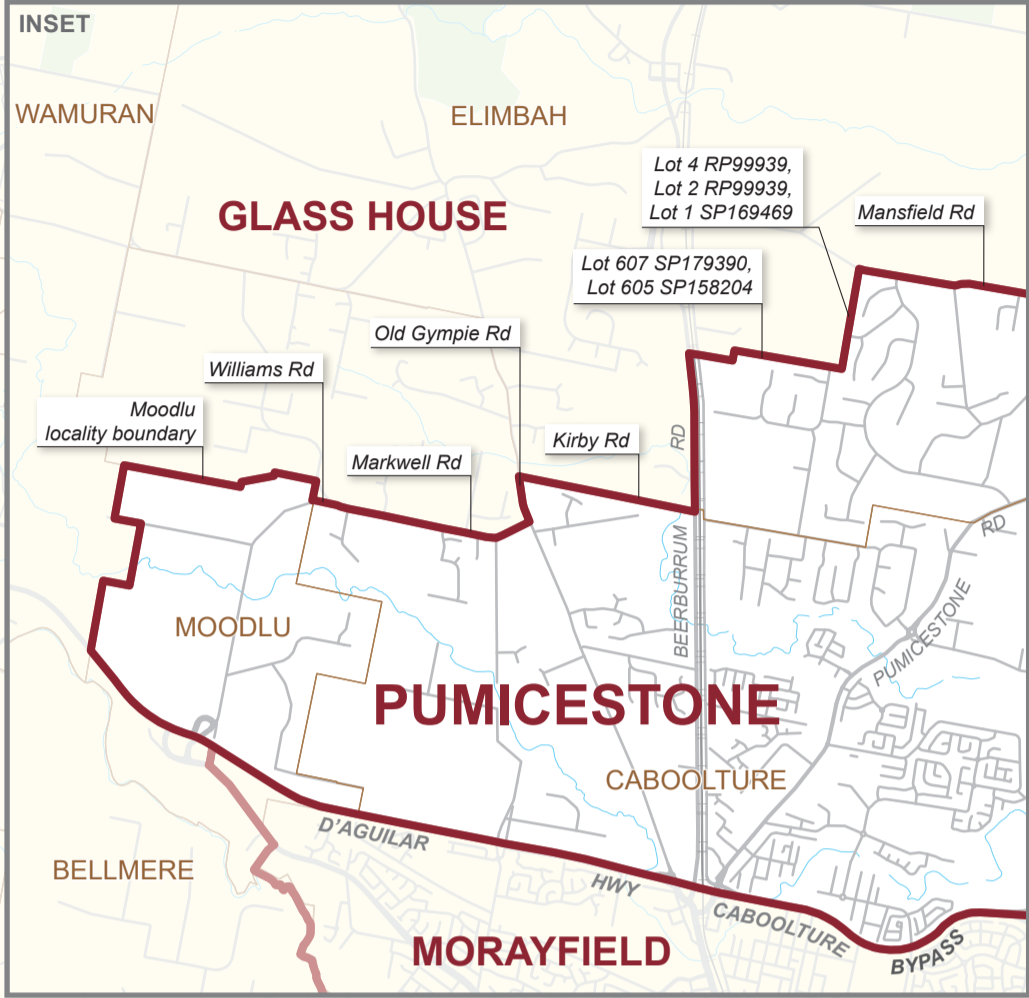 INSET
WAMURAN
ELIMBAH
GLASS HOUSE
Lot 4 RP99939,
Lot 2 RP99939,
Lot 1 SP169469
Mansfield Rd
Lot 607 SP179390,
Lot 605 SP158204
Old Gympie Rd
Williams Rd
Moodlu
locality boundary
Markwell Rd
Kirby Rd
RD
BEERBURRUM
RD
PUMICESTONE
MOODLU
PUMICESTONE
CABOOLTURE
D'AGUILAR
HWY
BELLMERE
CABOOLTURE
BYPASS
MORAYFIELD